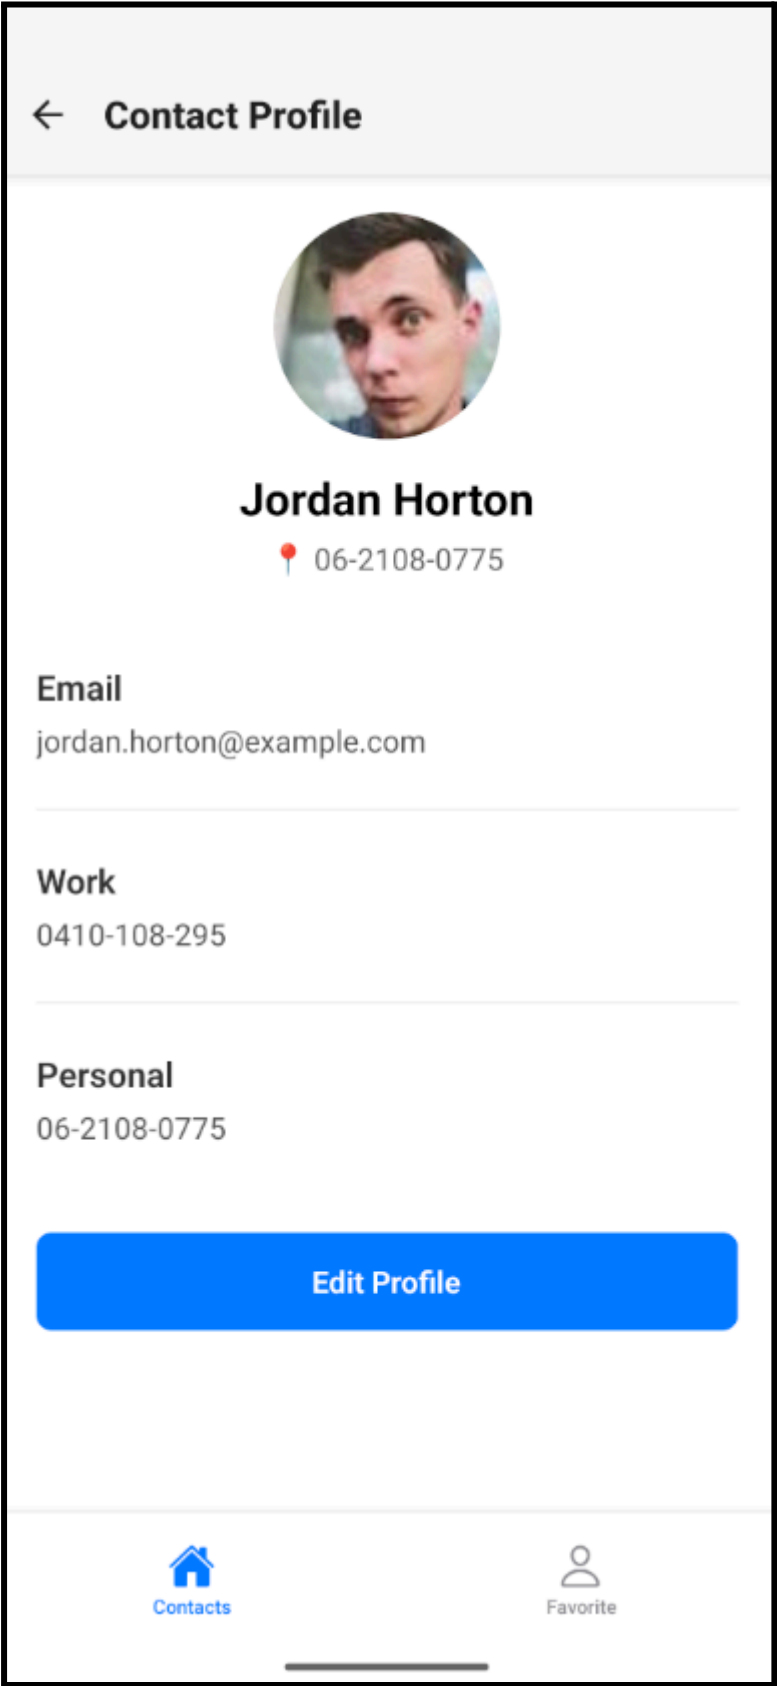 Contact Profile
Jordan Horton
06-2108-0775
Email
jordan.horton@example.com
Work
0410-108-295
Personal
06-2108-0775
Edit Profile
Contacts
Favorite